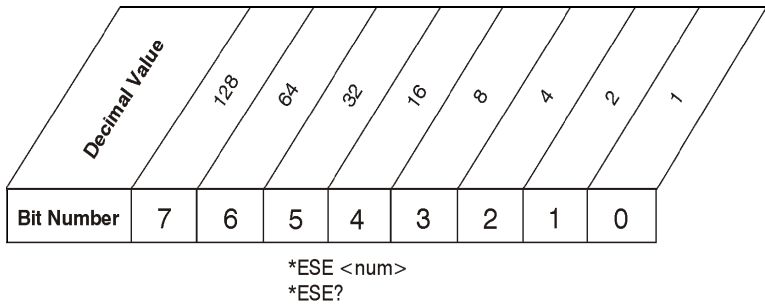 Decimal Value 128 64 32 16 8 4 2 1
Bit Number 7 6 5 4 3 2 1 0
*ESE <num>
*ESE?